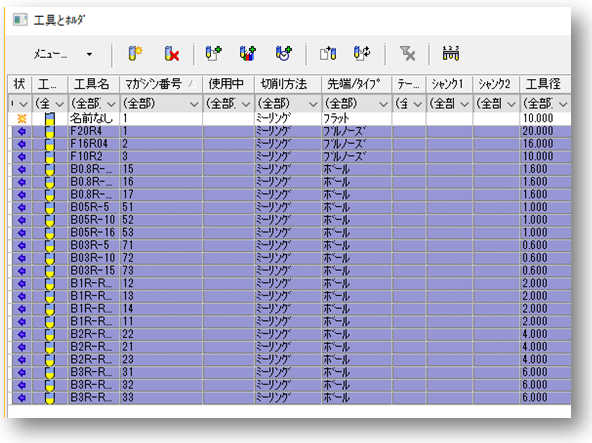 工具とﾎﾙﾀﾞ
ﾒﾆｭｰ...
状 工... 工具名 マガジン番号 使用中 切削方法 先端/ﾀｲﾌﾟ テー... ｼｬﾝｸ1 ｼｬﾝｸ2 工具径
(全 (全部) (全部) (全部) (全部) (全部) (全 (全部 (全部 (全部)
名前なし 1 ﾐｰﾘﾝｸﾞ フラット 10.000
F20R4 1 ﾐｰﾘﾝｸﾞ ﾌﾞﾙﾉｰｽﾞ 20.000
F16R04 2 ﾐｰﾘﾝｸﾞ ﾌﾞﾙﾉｰｽﾞ 16.000
F10R2 3 ﾐｰﾘﾝｸﾞ ﾌﾞﾙﾉｰｽﾞ 10.000
B0.8R-... 15 ﾐｰﾘﾝｸﾞ ﾎﾞｰﾙ 1.600
B0.8R-... 16 ﾐｰﾘﾝｸﾞ ﾎﾞｰﾙ 1.600
B0.8R-... 17 ﾐｰﾘﾝｸﾞ ﾎﾞｰﾙ 1.600
B05R-5 51 ﾐｰﾘﾝｸﾞ ﾎﾞｰﾙ 1.000
B05R-10 52 ﾐｰﾘﾝｸﾞ ﾎﾞｰﾙ 1.000
B05R-16 53 ﾐｰﾘﾝｸﾞ ﾎﾞｰﾙ 1.000
B03R-5 71 ﾐｰﾘﾝｸﾞ ﾎﾞｰﾙ 0.600
B03R-10 72 ﾐｰﾘﾝｸﾞ ﾎﾞｰﾙ 0.600
B03R-15 73 ﾐｰﾘﾝｸﾞ ﾎﾞｰﾙ 0.600
B1R-R... 12 ﾐｰﾘﾝｸﾞ ﾎﾞｰﾙ 2.000
B1R-R... 13 ﾐｰﾘﾝｸﾞ ﾎﾞｰﾙ 2.000
B1R-R... 14 ﾐｰﾘﾝｸﾞ ﾎﾞｰﾙ 2.000
B1R-R... 11 ﾐｰﾘﾝｸﾞ ﾎﾞｰﾙ 2.000
B2R-R... 22 ﾐｰﾘﾝｸﾞ ﾎﾞｰﾙ 4.000
B2R-R... 21 ﾐｰﾘﾝｸﾞ ﾎﾞｰﾙ 4.000
B2R-R... 23 ﾐｰﾘﾝｸﾞ ﾎﾞｰﾙ 4.000
B3R-R... 31 ﾐｰﾘﾝｸﾞ ﾎﾞｰﾙ 6.000
B3R-R... 32 ﾐｰﾘﾝｸﾞ ﾎﾞｰﾙ 6.000
B3R-R... 33 ﾐｰﾘﾝｸﾞ ﾎﾞｰﾙ 6.000